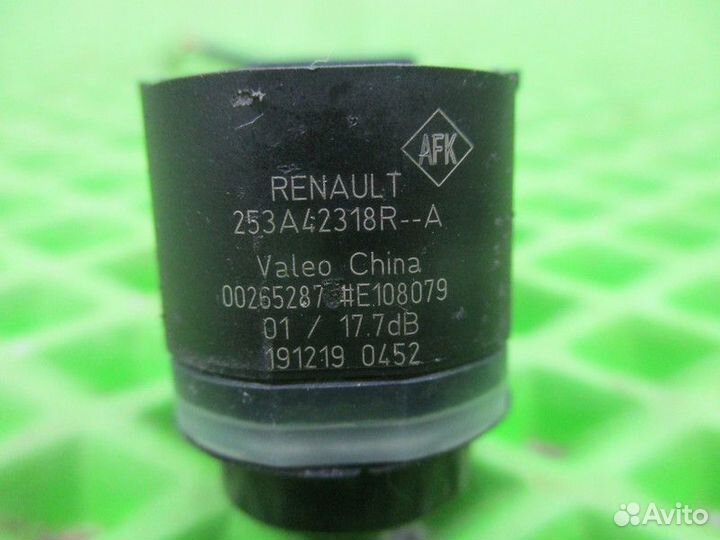 AFK
RENAULT
253A42318R--A
Valeo China
00265287 #E108079
01 / 17.7dB
191219 0452
Avito